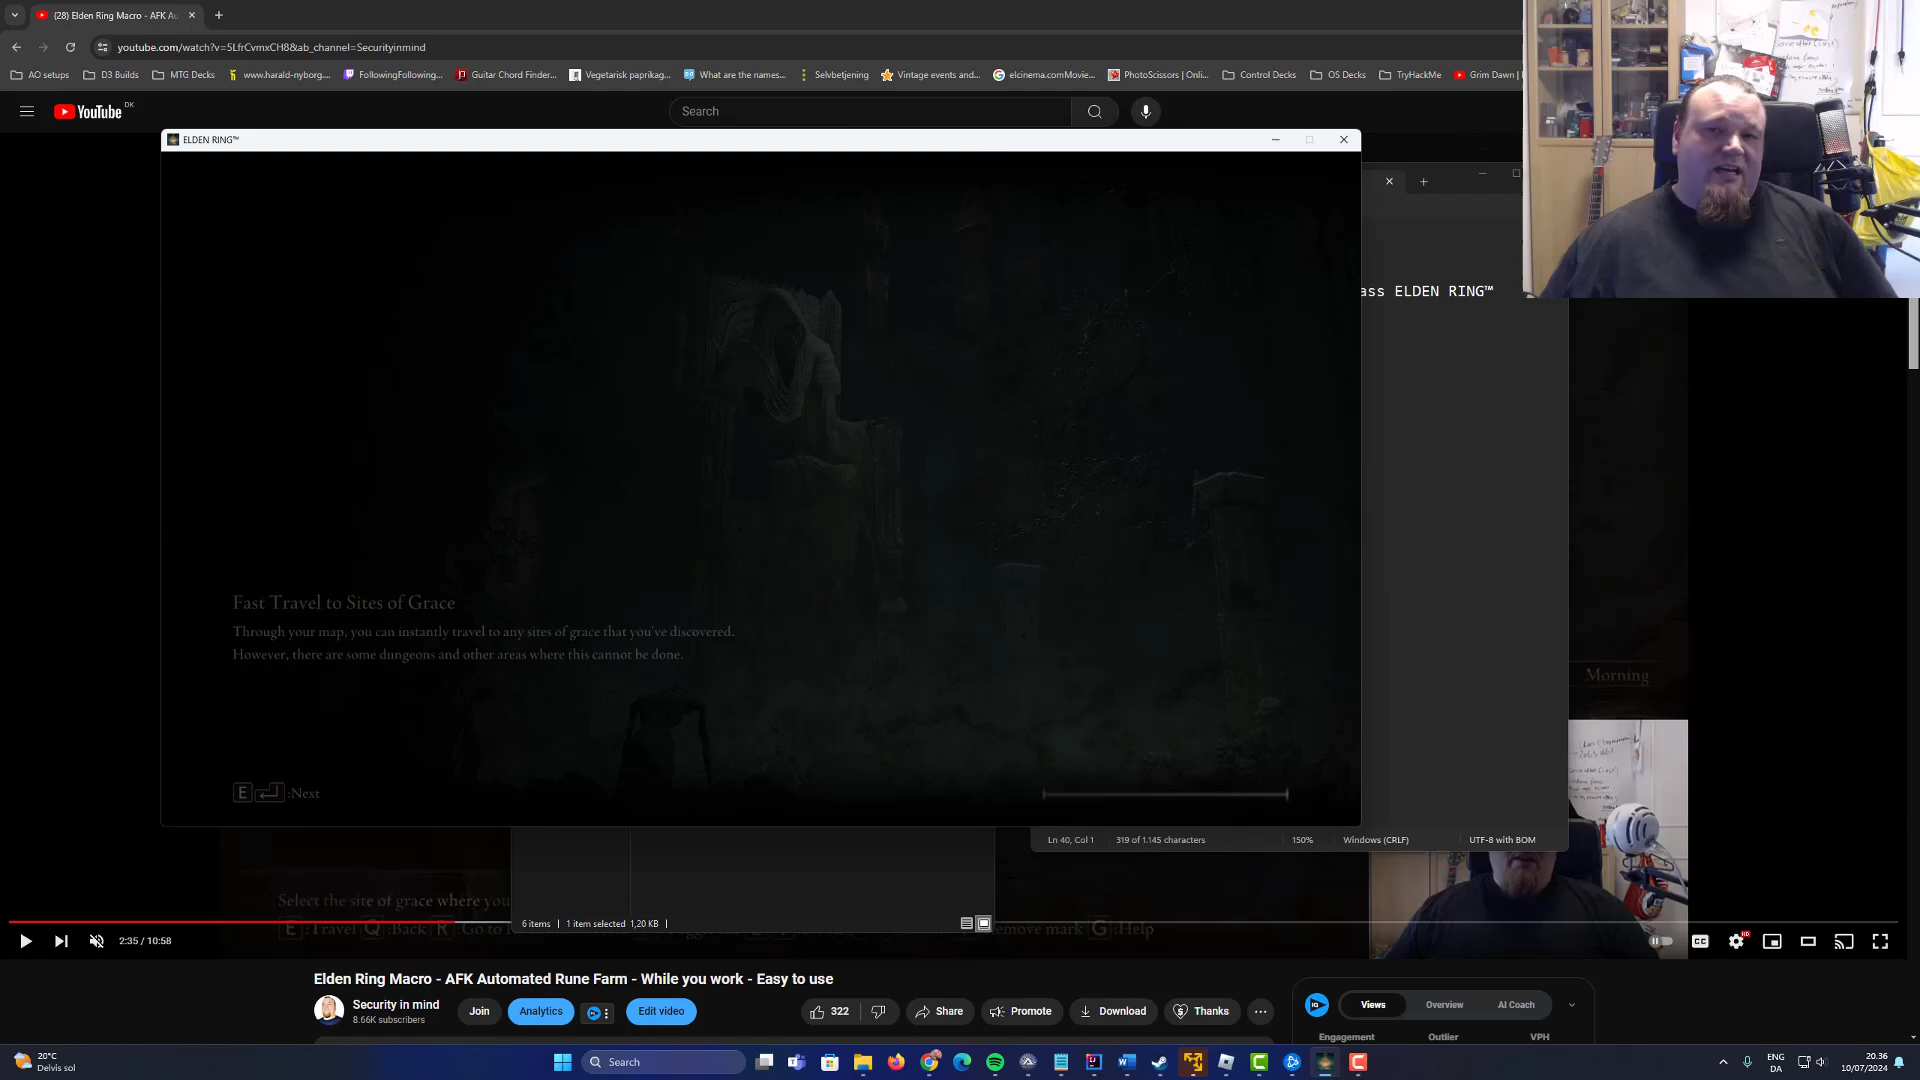 (28) Elden Ring Macro - AFK Au
youtube.com/watch?v=5LfrCvmxCH8&ab_channel=Securityinmind
AO setups
D3 Builds
MTG Decks
www.harald-nyborg....
FollowingFollowing...
Guitar Chord Finder...
Vegetarisk paprikag...
What are the names...
Selvbetjening
Vintage events and...
elcinema.comMovie...
PhotoScissors | Onli...
Control Decks
OS Decks
TryHackMe
Grim Dawn |
YouTube DK
Search
ELDEN RING™
ass ELDEN RING™
Fast Travel to Sites of Grace
Through your map, you can instantly travel to any sites of grace that you've discovered.
However, there are some dungeons and other areas where this cannot be done.
Morning
E :Next
Ln 40, Col 1
319 of 1.145 characters
150%
Windows (CRLF)
UTF-8 with BOM
Select the site of grace where you
6 items
1 item selected 1,20 KB
E :Travel Q :Back R :Go to
emove mark G :Help
2:35 / 10:58
CC
HD
Elden Ring Macro - AFK Automated Rune Farm - While you work - Easy to use
Security in mind
8.66K subscribers
Join
Analytics
Edit video
322
Share
Promote
Download
Thanks
Views
Overview
AI Coach
Engagement
Outlier
VPH
20°C
Delvis sol
Search
ENG
DA
20.36
10/07/2024